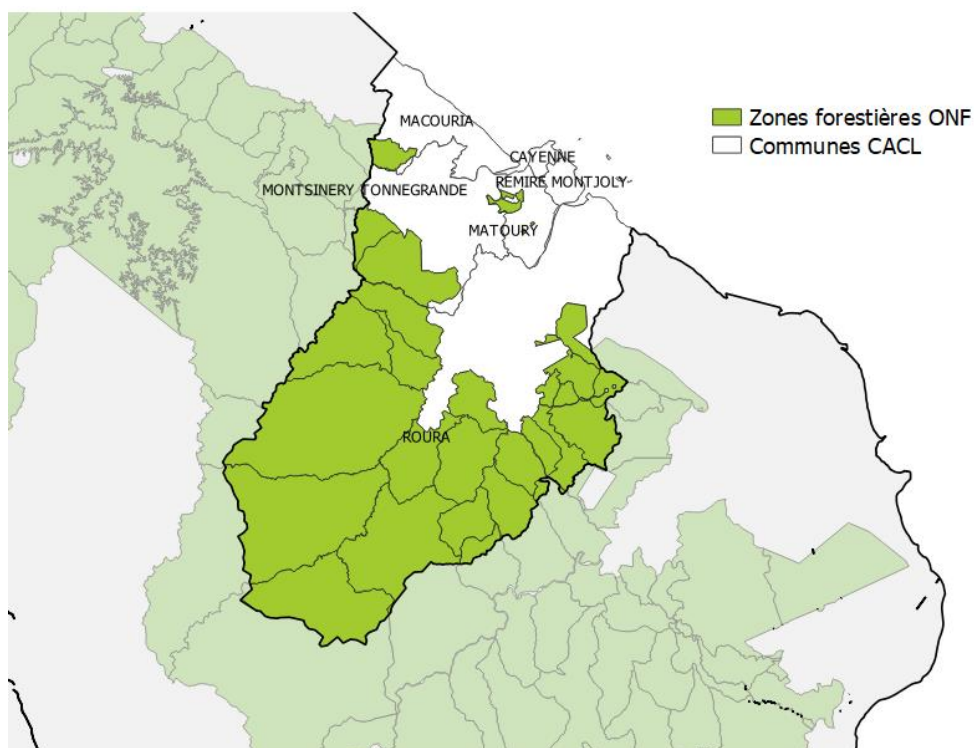 MACOURIA
Zones forestières ONF
Communes CACL
CAYENNE
MONTSINERY TONNEGRANDE
REMIRE MONTJOLY
MATOURY
ROURA